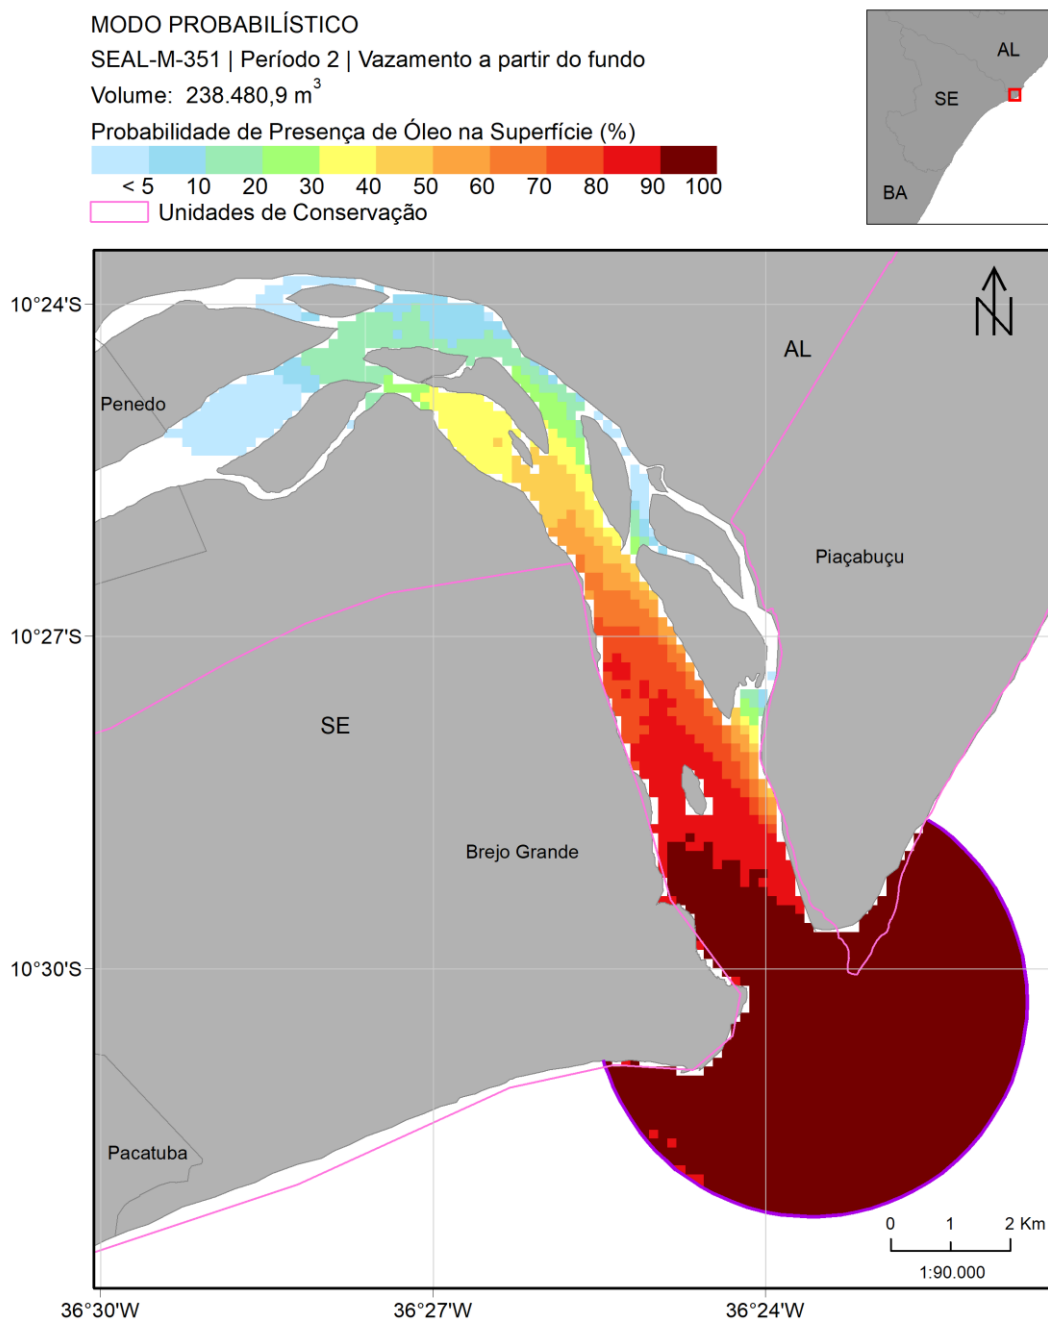 MODO PROBABILÍSTICO
SEAL-M-351 | Período 2 | Vazamento a partir do fundo
Volume: 238.480,9 m³
Probabilidade de Presença de Óleo na Superfície (%)
< 5 10 20 30 40 50 60 70 80 90 100
Unidades de Conservação
AL
SE
BA
10°24'S
N
AL
Penedo
Piaçabuçu
10°27'S
SE
Brejo Grande
10°30'S
Pacatuba
0 1 2 Km
1:90.000
36°30'W 36°27'W 36°24'W